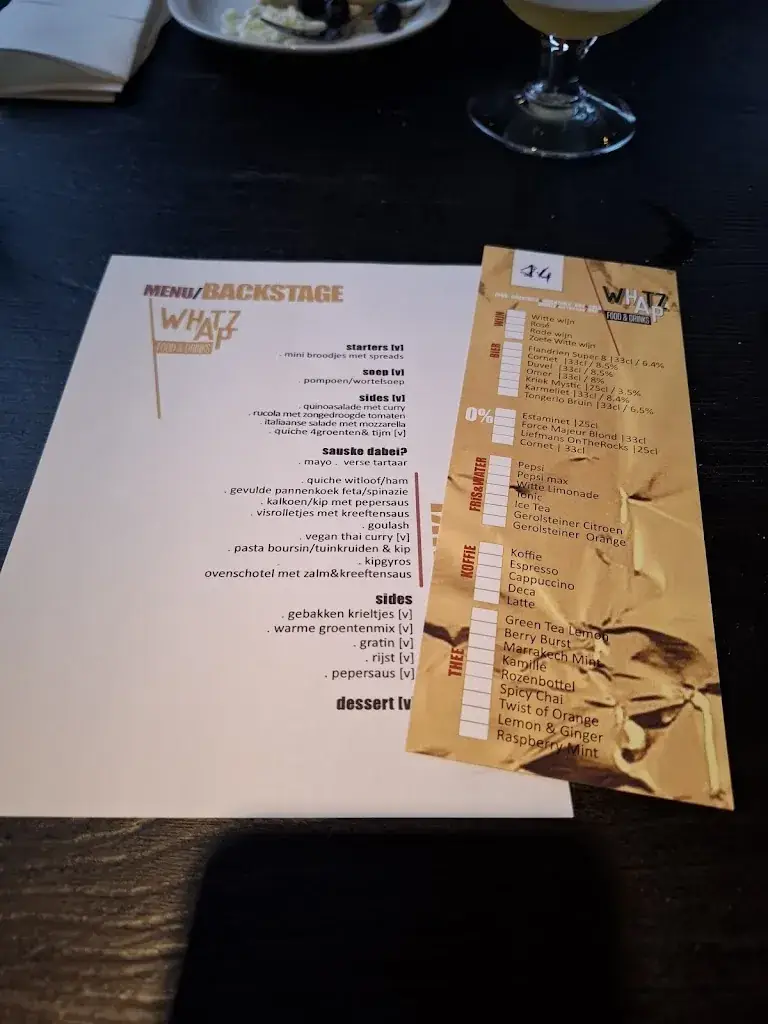 MENU/BACKSTAGE
WHATZ
AP
FOOD & DRINKS
starters [v]
. mini broodjes met spreads
soep [v]
. pompoen/wortelsoep
sides [v]
. quinoasalade met curry
. rucola met zongedroogde tomaten
. italiaanse salade met mozzarella
. quiche 4groenten& tijm [v]
sauske dabei?
. mayo . verse tartaar
. quiche witloof/ham
. gevulde pannenkoek feta/spinazie
. kalkoen/kip met pepersaus
. visrolletjes met kreeftensaus
. goulash
. vegan thai curry [v]
. pasta boursin/tuinkruiden & kip
. kipgyros
ovenschotel met zalm&kreeftensaus
sides
. gebakken krieltjes [v]
. warme groentenmix [v]
. gratin [v]
. rijst [v]
. pepersaus [v]
dessert [v
14
WHATZ
AP
FOOD & DRINKS
WIJN
Witte wijn
Rosé
Rode wijn
Zoete Witte wijn
BIER
Flandrien Super 8 |33cl / 6.4%
Cornet |33cl / 8.5%
Duvel |33cl / 8,5%
Omer |33cl / 8%
Kriek Mystic |25cl / 3.5%
Karmeliet |33cl / 8.4%
Tongerlo Bruin |33cl / 6,5%
0%
Estaminet |25cl
Force Majeur Blond |33cl
Liefmans OnTheRocks |25cl
Cornet | 33cl
FRIS&WATER
Pepsi
Pepsi max
Witte Limonade
Tonic
Ice Tea
Gerolsteiner Citroen
Gerolsteiner Orange
KOFFIE
Koffie
Espresso
Cappuccino
Deca
Latte
THEE
Green Tea Lemon
Berry Burst
Marrakech Mint
Kamille
Rozenbottel
Spicy Chai
Twist of Orange
Lemon & Ginger
Raspberry Mint